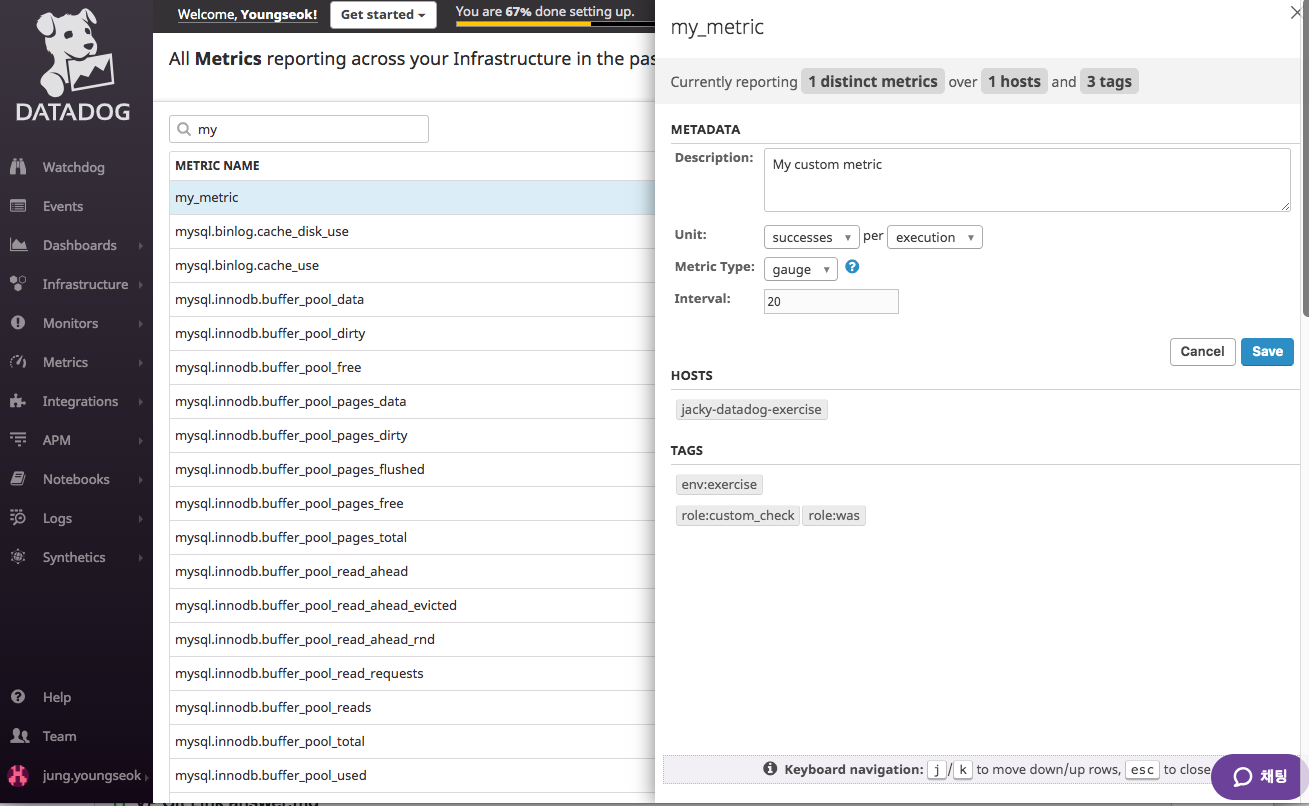 Welcome, Youngseok!
Get started
You are 67% done setting up.
DATADOG
Watchdog
Events
Dashboards
Infrastructure
Monitors
Metrics
Integrations
APM
Notebooks
Logs
Synthetics
Help
Team
jung.youngseok
All Metrics reporting across your Infrastructure in the pas
my
METRIC NAME
my_metric
mysql.binlog.cache_disk_use
mysql.binlog.cache_use
mysql.innodb.buffer_pool_data
mysql.innodb.buffer_pool_dirty
mysql.innodb.buffer_pool_free
mysql.innodb.buffer_pool_pages_data
mysql.innodb.buffer_pool_pages_dirty
mysql.innodb.buffer_pool_pages_flushed
mysql.innodb.buffer_pool_pages_free
mysql.innodb.buffer_pool_pages_total
mysql.innodb.buffer_pool_read_ahead
mysql.innodb.buffer_pool_read_ahead_evicted
mysql.innodb.buffer_pool_read_ahead_rnd
mysql.innodb.buffer_pool_read_requests
mysql.innodb.buffer_pool_reads
mysql.innodb.buffer_pool_total
mysql.innodb.buffer_pool_used
my_metric
Currently reporting 1 distinct metrics over 1 hosts and 3 tags
METADATA
Description: My custom metric
Unit: successes per execution
Metric Type: gauge ?
Interval: 20
Cancel Save
HOSTS
jacky-datadog-exercise
TAGS
env:exercise
role:custom_check role:was
Keyboard navigation: j / k to move down/up rows, esc to close
채팅